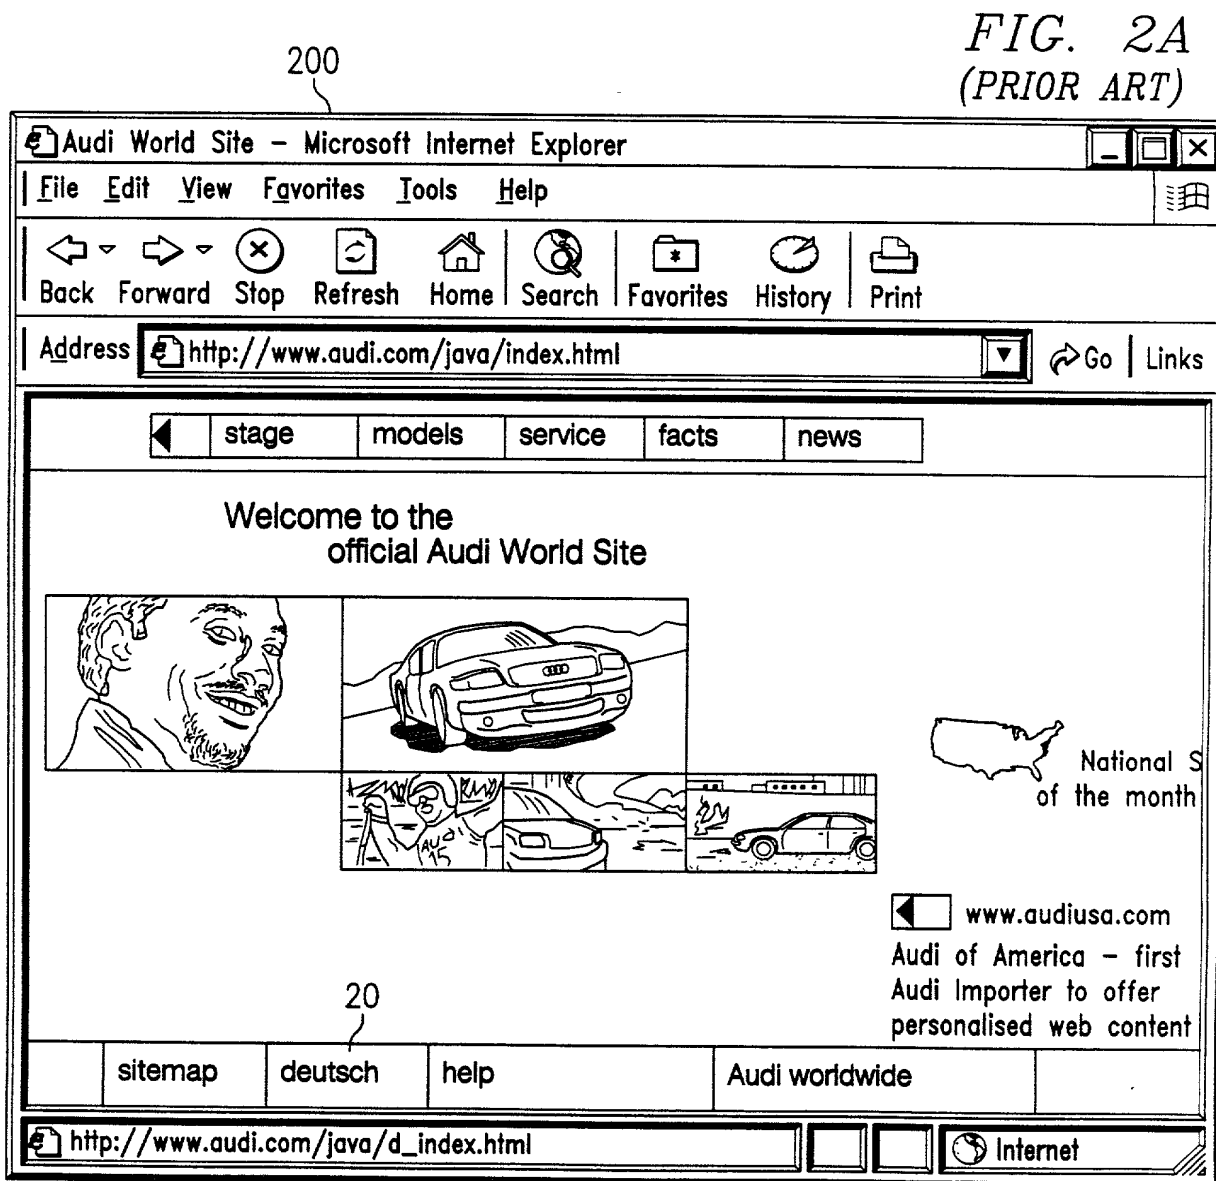 FIG. 2A
(PRIOR ART)
200
Audi World Site - Microsoft Internet Explorer
File Edit View Favorites Tools Help
Back Forward Stop Refresh Home Search Favorites History Print
Address http://www.audi.com/java/index.html Go Links
stage models service facts news
Welcome to the
official Audi World Site
National S
of the month
AUDI
15
www.audiusa.com
Audi of America - first
Audi Importer to offer
personalised web content
20
sitemap deutsch help Audi worldwide
http://www.audi.com/java/d_index.html Internet